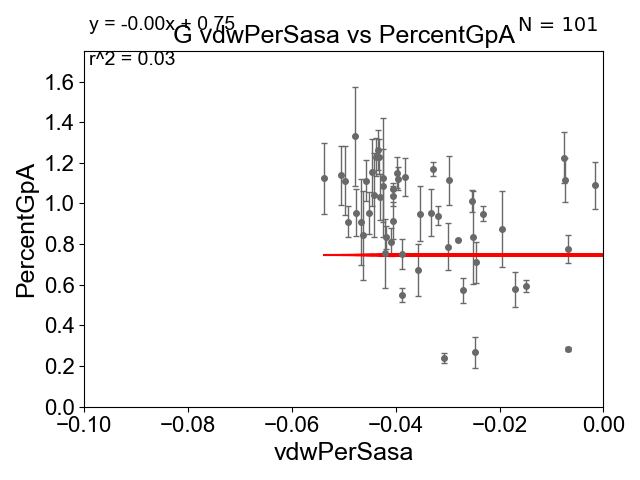 y = -0.00x + 0.75
N = 101
G vdwPerSasa vs PercentGpA
r^2 = 0.03
PercentGpA
1.6
1.4
1.2
1.0
0.8
0.6
0.4
0.2
0.0
−0.10 −0.08 −0.06 −0.04 −0.02 0.00
vdwPerSasa